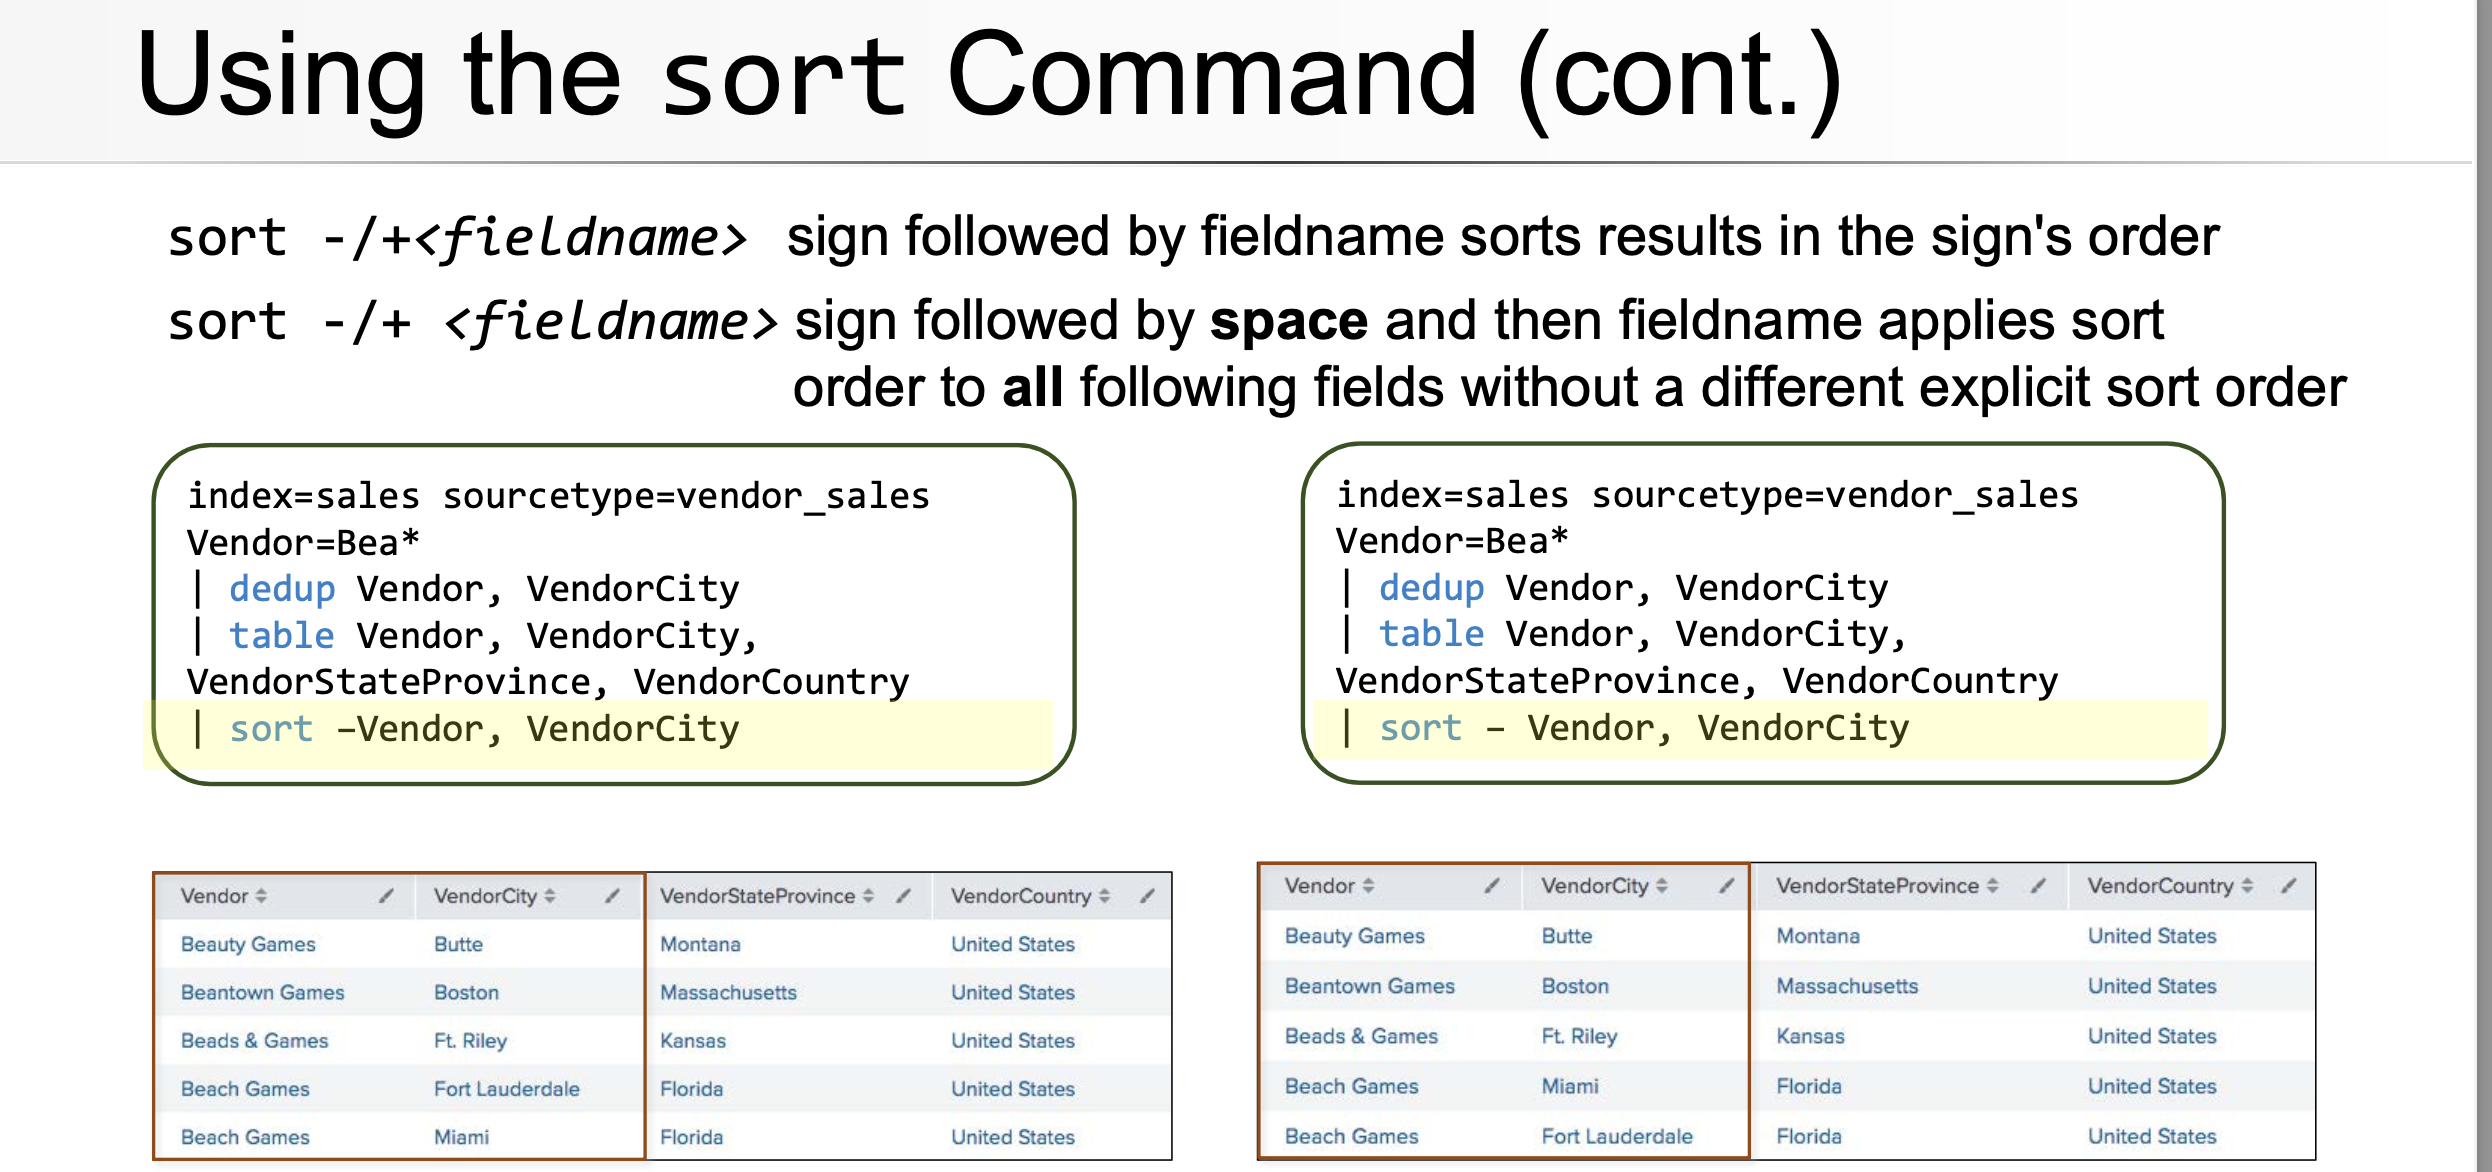 Using the sort Command (cont.)
sort -/+<fieldname> sign followed by fieldname sorts results in the sign's order
sort -/+ <fieldname> sign followed by space and then fieldname applies sort
order to all following fields without a different explicit sort order
index=sales sourcetype=vendor_sales
Vendor=Bea*
| dedup Vendor, VendorCity
| table Vendor, VendorCity,
VendorStateProvince, VendorCountry
| sort –Vendor, VendorCity
index=sales sourcetype=vendor_sales
Vendor=Bea*
| dedup Vendor, VendorCity
| table Vendor, VendorCity,
VendorStateProvince, VendorCountry
| sort – Vendor, VendorCity
Vendor VendorCity VendorStateProvince VendorCountry
Beauty Games Butte Montana United States
Beantown Games Boston Massachusetts United States
Beads & Games Ft. Riley Kansas United States
Beach Games Fort Lauderdale Florida United States
Beach Games Miami Florida United States
Vendor VendorCity VendorStateProvince VendorCountry
Beauty Games Butte Montana United States
Beantown Games Boston Massachusetts United States
Beads & Games Ft. Riley Kansas United States
Beach Games Miami Florida United States
Beach Games Fort Lauderdale Florida United States